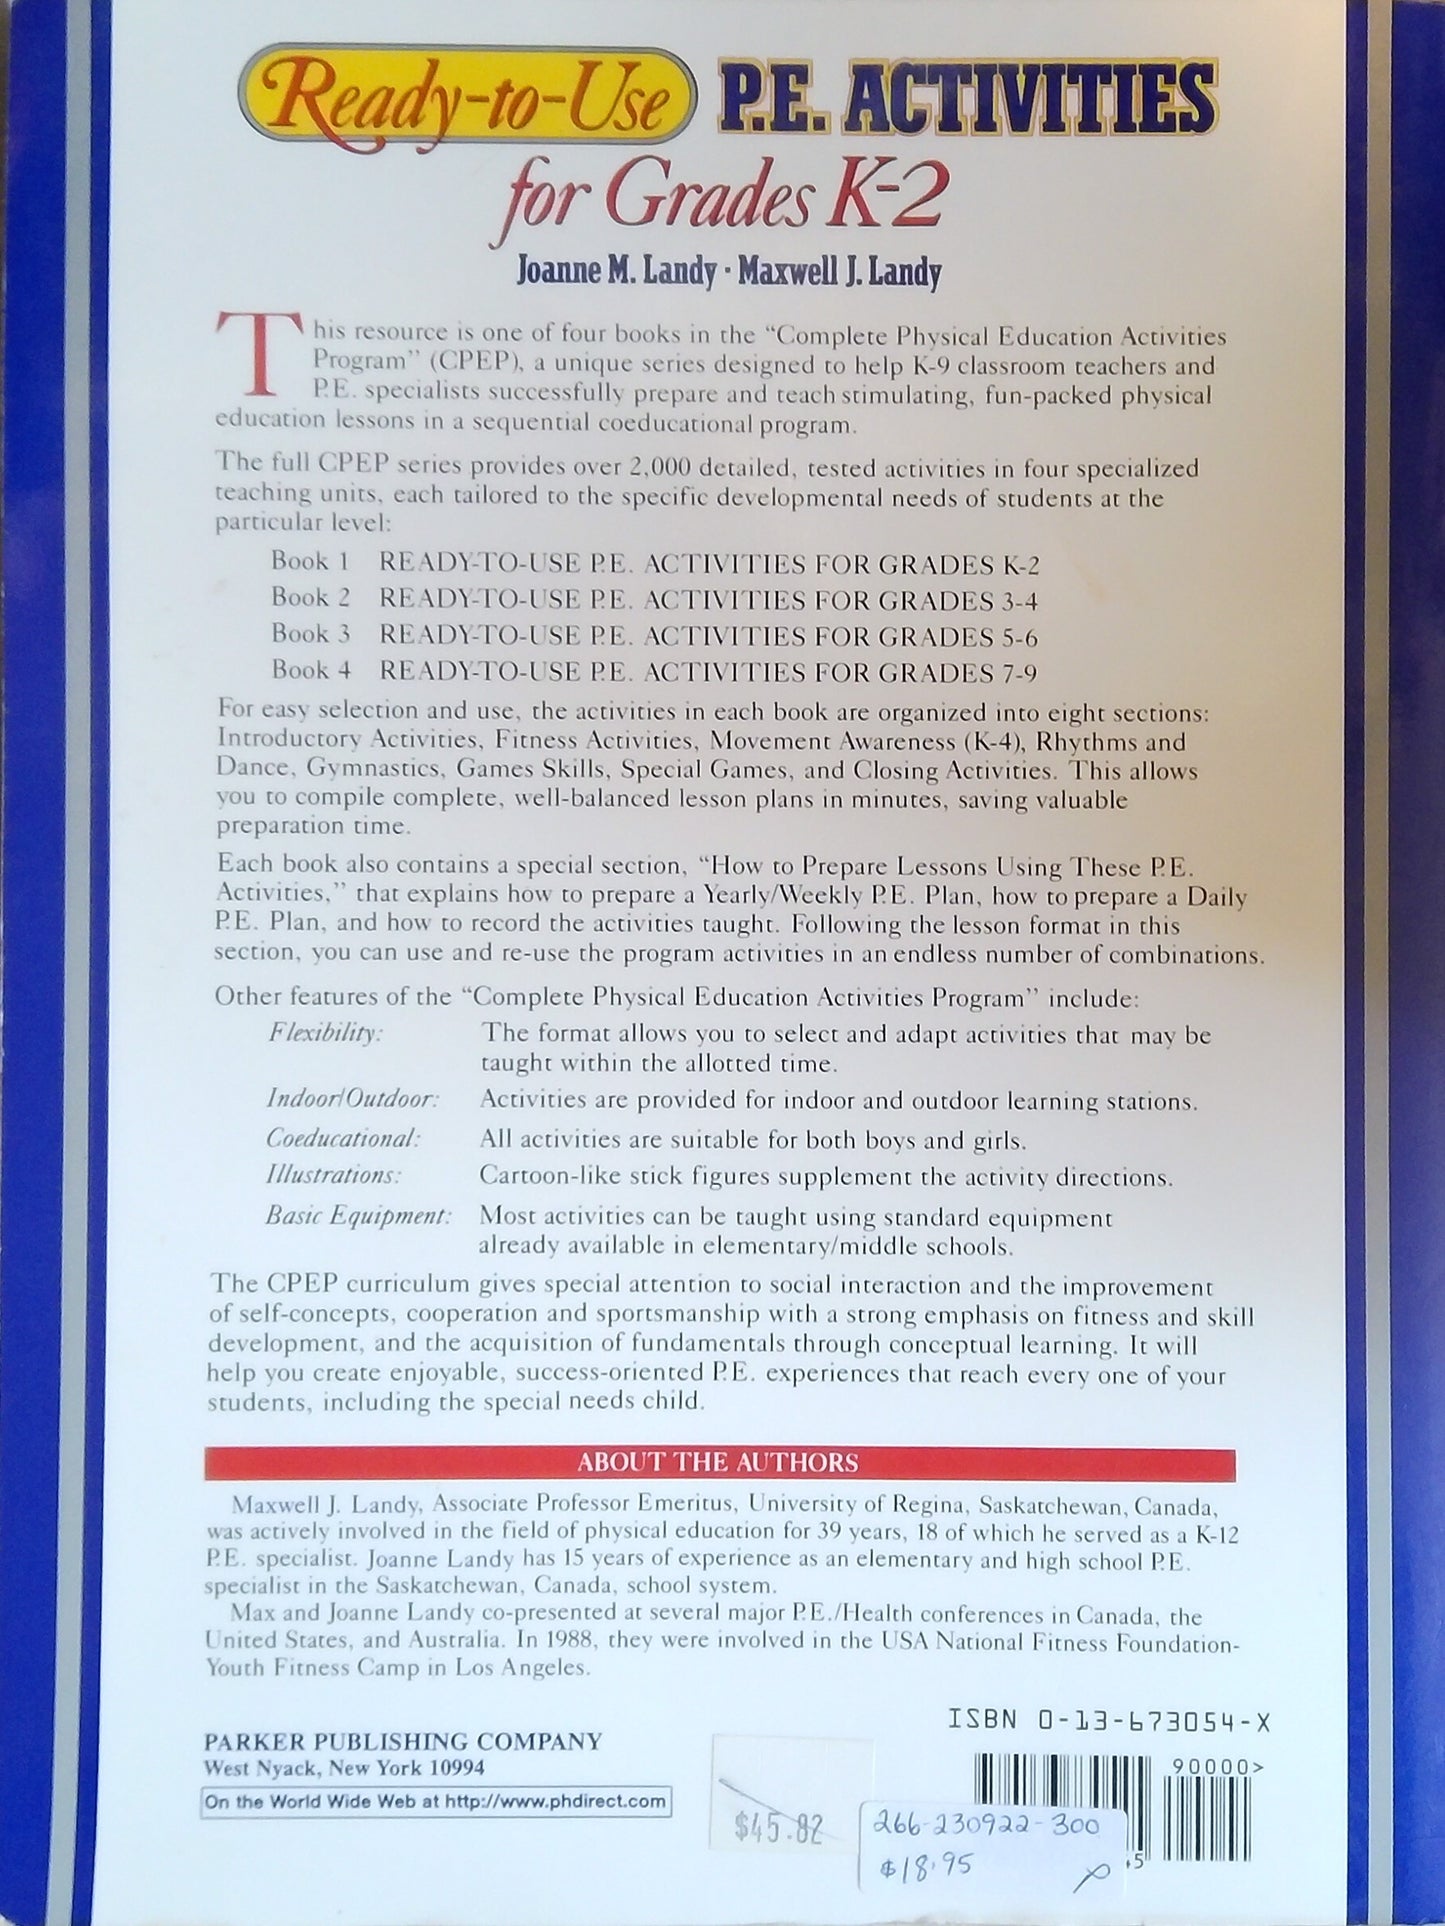 Ready-to-Use P.E. ACTIVITIES
for Grades K-2
Joanne M. Landy · Maxwell J. Landy
This resource is one of four books in the “Complete Physical Education Activities
Program” (CPEP), a unique series designed to help K-9 classroom teachers and
P.E. specialists successfully prepare and teach stimulating, fun-packed physical
education lessons in a sequential coeducational program.
The full CPEP series provides over 2,000 detailed, tested activities in four specialized
teaching units, each tailored to the specific developmental needs of students at the
particular level:
Book 1 READY-TO-USE P.E. ACTIVITIES FOR GRADES K-2
Book 2 READY-TO-USE P.E. ACTIVITIES FOR GRADES 3-4
Book 3 READY-TO-USE P.E. ACTIVITIES FOR GRADES 5-6
Book 4 READY-TO-USE P.E. ACTIVITIES FOR GRADES 7-9
For easy selection and use, the activities in each book are organized into eight sections:
Introductory Activities, Fitness Activities, Movement Awareness (K-4), Rhythms and
Dance, Gymnastics, Games Skills, Special Games, and Closing Activities. This allows
you to compile complete, well-balanced lesson plans in minutes, saving valuable
preparation time.
Each book also contains a special section, “How to Prepare Lessons Using These P.E.
Activities,” that explains how to prepare a Yearly/Weekly P.E. Plan, how to prepare a Daily
P.E. Plan, and how to record the activities taught. Following the lesson format in this
section, you can use and re-use the program activities in an endless number of combinations.
Other features of the “Complete Physical Education Activities Program” include:
Flexibility: The format allows you to select and adapt activities that may be
taught within the allotted time.
Indoor/Outdoor: Activities are provided for indoor and outdoor learning stations.
Coeducational: All activities are suitable for both boys and girls.
Illustrations: Cartoon-like stick figures supplement the activity directions.
Basic Equipment: Most activities can be taught using standard equipment
already available in elementary/middle schools.
The CPEP curriculum gives special attention to social interaction and the improvement
of self-concepts, cooperation and sportsmanship with a strong emphasis on fitness and skill
development, and the acquisition of fundamentals through conceptual learning. It will
help you create enjoyable, success-oriented P.E. experiences that reach every one of your
students, including the special needs child.
ABOUT THE AUTHORS
Maxwell J. Landy, Associate Professor Emeritus, University of Regina, Saskatchewan, Canada,
was actively involved in the field of physical education for 39 years, 18 of which he served as a K-12
P.E. specialist. Joanne Landy has 15 years of experience as an elementary and high school P.E.
specialist in the Saskatchewan, Canada, school system.
Max and Joanne Landy co-presented at several major P.E./Health conferences in Canada, the
United States, and Australia. In 1988, they were involved in the USA National Fitness Foundation-
Youth Fitness Camp in Los Angeles.
ISBN 0-13-673054-X
PARKER PUBLISHING COMPANY
West Nyack, New York 10994
On the World Wide Web at http://www.phdirect.com
90000>
$45.82
266-230922-300
$18.95
5